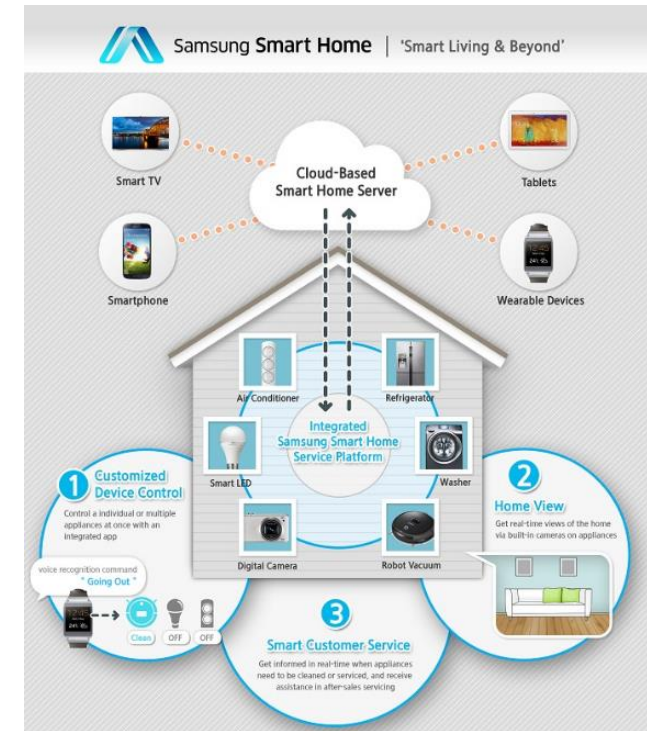 Samsung Smart Home | 'Smart Living & Beyond'
Cloud-Based
Smart Home Server
Smart TV
Tablets
Smartphone
Wearable Devices
Air Conditioner
Refrigerator
Integrated
Samsung Smart Home
Service Platform
Smart LED
Washer
Digital Camera
Robot Vacuum
1
Customized
Device Control
Control a individual or multiple
appliances at once with an
integrated app
voice recognition command
" Going Out "
Clean
OFF
OFF
2
Home View
Get real-time views of the home
via built-in cameras on appliances
3
Smart Customer Service
Get informed in real-time when appliances
need to be cleaned or serviced, and receive
assistance in after-sales servicing